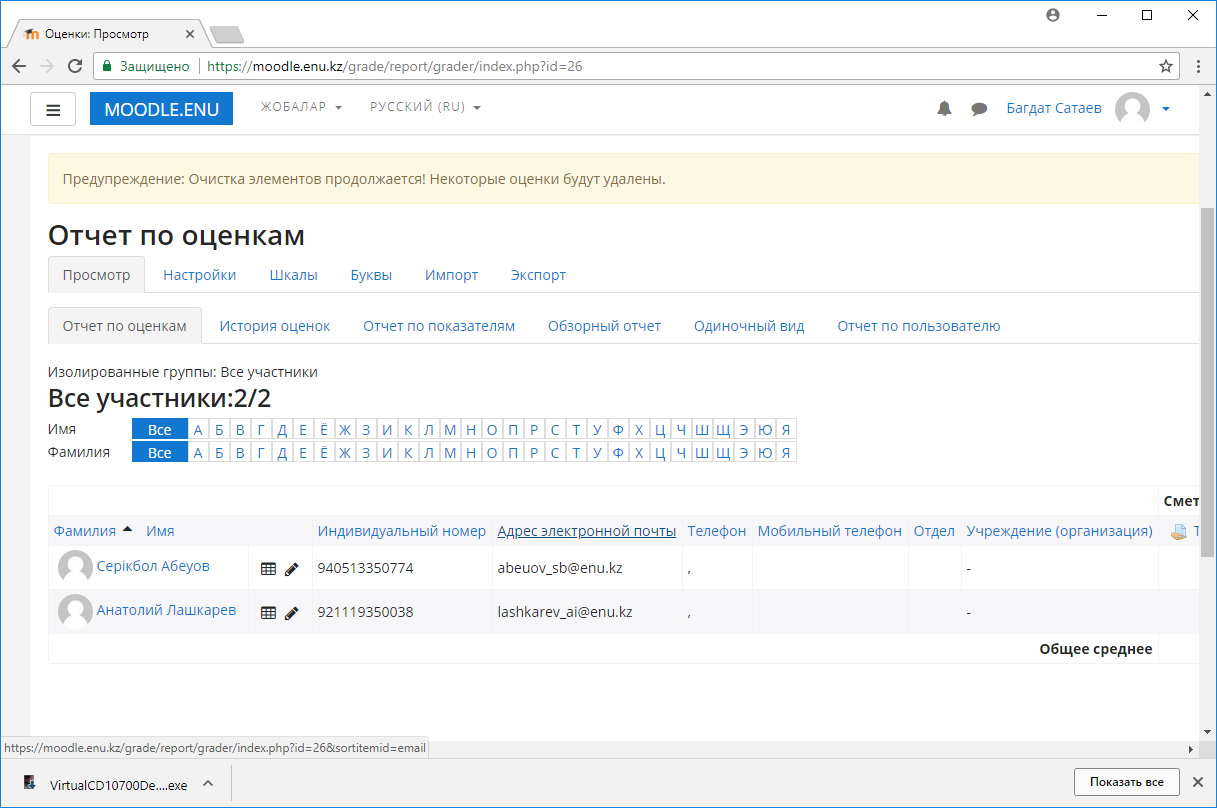 Оценки: Просмотр
Защищено https://moodle.enu.kz/grade/report/grader/index.php?id=26
MOODLE.ENU ЖОБАЛАР РУССКИЙ (RU) Багдат Сатаев
Предупреждение: Очистка элементов продолжается! Некоторые оценки будут удалены.
Отчет по оценкам
Просмотр Настройки Шкалы Буквы Импорт Экспорт
Отчет по оценкам История оценок Отчет по показателям Обзорный отчет Одиночный вид Отчет по пользователю
Изолированные группы: Все участники
Все участники:2/2
Имя Все А Б В Г Д Е Ё Ж З И К Л М Н О П Р С Т У Ф Х Ц Ч Ш Щ Э Ю Я
Фамилия Все А Б В Г Д Е Ё Ж З И К Л М Н О П Р С Т У Ф Х Ц Ч Ш Щ Э Ю Я
Смет
Фамилия Имя Индивидуальный номер Адрес электронной почты Телефон Мобильный телефон Отдел Учреждение (организация) Т
Серікбол Абеуов 940513350774 abeuov_sb@enu.kz , -
Анатолий Лашкарев 921119350038 lashkarev_ai@enu.kz , -
Общее среднее
https://moodle.enu.kz/grade/report/grader/index.php?id=26&sortitemid=email
VirtualCD10700De....exe Показать все